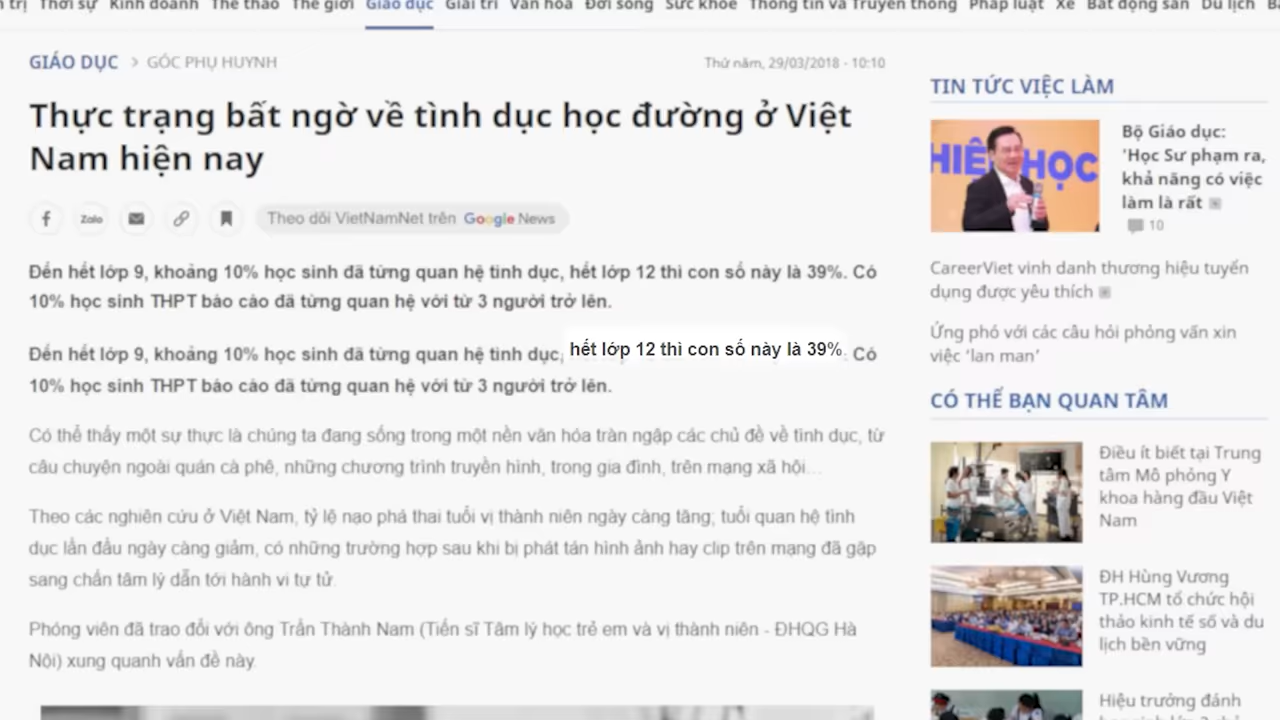 Thời sự Kinh doanh Thể thao Thế giới Giáo dục Giải trí Văn hóa Đời sống Sức khỏe Thông tin và Truyền thông Pháp luật Xe Bất động sản Du lịch
GIÁO DỤC > GÓC PHỤ HUYNH
Thứ năm, 29/03/2018 - 10:10
Thực trạng bất ngờ về tình dục học đường ở Việt
Nam hiện nay
Zalo
Theo dõi VietNamNet trên Google News
Đến hết lớp 9, khoảng 10% học sinh đã từng quan hệ tình dục, hết lớp 12 thì con số này là 39%. Có
10% học sinh THPT báo cáo đã từng quan hệ với từ 3 người trở lên.
Đến hết lớp 9, khoảng 10% học sinh đã từng quan hệ tình dục, hết lớp 12 thì con số này là 39%. Có
10% học sinh THPT báo cáo đã từng quan hệ với từ 3 người trở lên.
Có thể thấy một sự thực là chúng ta đang sống trong một nền văn hóa tràn ngập các chủ đề về tình dục, từ
câu chuyện ngoài quán cà phê, những chương trình truyền hình, trong gia đình, trên mạng xã hội...
Theo các nghiên cứu ở Việt Nam, tỷ lệ nạo phá thai tuổi vị thành niên ngày càng tăng; tuổi quan hệ tình
dục lần đầu ngày càng giảm, có những trường hợp sau khi bị phát tán hình ảnh hay clip trên mạng đã gặp
sang chấn tâm lý dẫn tới hành vi tự tử.
Phóng viên đã trao đổi với ông Trần Thành Nam (Tiến sĩ Tâm lý học trẻ em và vị thành niên - ĐHQG Hà
Nội) xung quanh vấn đề này.
TIN TỨC VIỆC LÀM
HIỆ HỌC
Bộ Giáo dục:
'Học Sư phạm ra,
khả năng có việc
làm là rất
10
CareerViet vinh danh thương hiệu tuyển
dụng được yêu thích
Ứng phó với các câu hỏi phỏng vấn xin
việc 'lan man'
CÓ THỂ BẠN QUAN TÂM
Điều ít biết tại Trung
tâm Mô phỏng Y
khoa hàng đầu Việt
Nam
ĐH Hùng Vương
TP.HCM tổ chức hội
thảo kinh tế số và du
lịch bền vững
Hiệu trưởng đánh